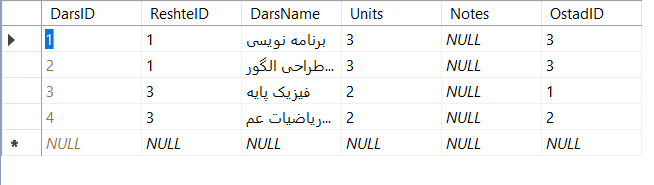 DarsID ReshteID DarsName Units Notes OstadID
1 1 برنامه نویسی 3 NULL 3
2 1 طراحی الگور... 3 NULL 3
3 3 فیزیک پایه 2 NULL 1
4 3 ریاضیات عم... 2 NULL 2
NULL NULL NULL NULL NULL NULL